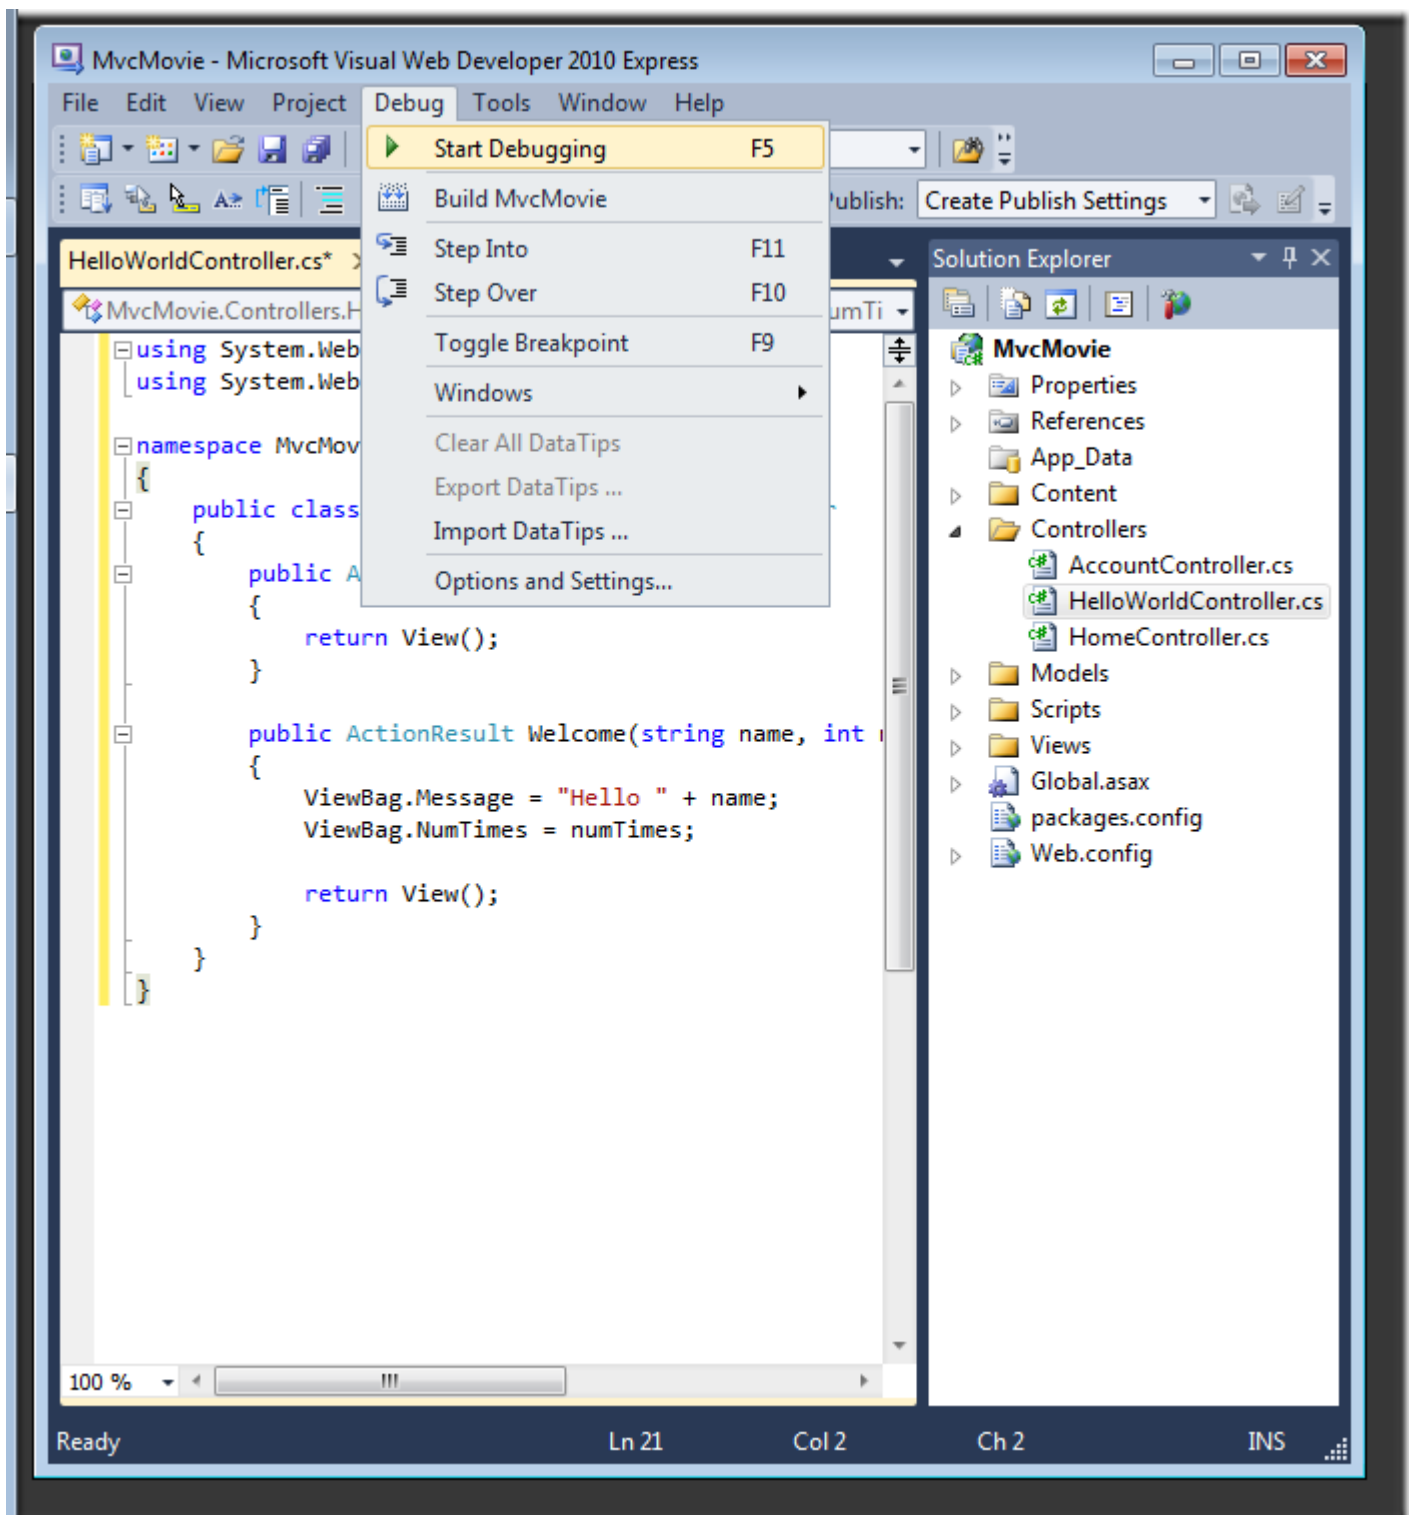 MvcMovie - Microsoft Visual Web Developer 2010 Express
File Edit View Project Debug Tools Window Help
Start Debugging F5
Build MvcMovie
Step Into F11
Step Over F10
Toggle Breakpoint F9
Windows
Clear All DataTips
Export DataTips ...
Import DataTips ...
Options and Settings...
Publish: Create Publish Settings
HelloWorldController.cs*
MvcMovie.Controllers.H
umTi
using System.Web
using System.Web
namespace MvcMov
{
public class
{
public A
{
return View();
}
public ActionResult Welcome(string name, int
{
ViewBag.Message = "Hello " + name;
ViewBag.NumTimes = numTimes;
return View();
}
}
}
100 %
Solution Explorer
MvcMovie
Properties
References
App_Data
Content
Controllers
AccountController.cs
HelloWorldController.cs
HomeController.cs
Models
Scripts
Views
Global.asax
packages.config
Web.config
Ready Ln 21 Col 2 Ch 2 INS